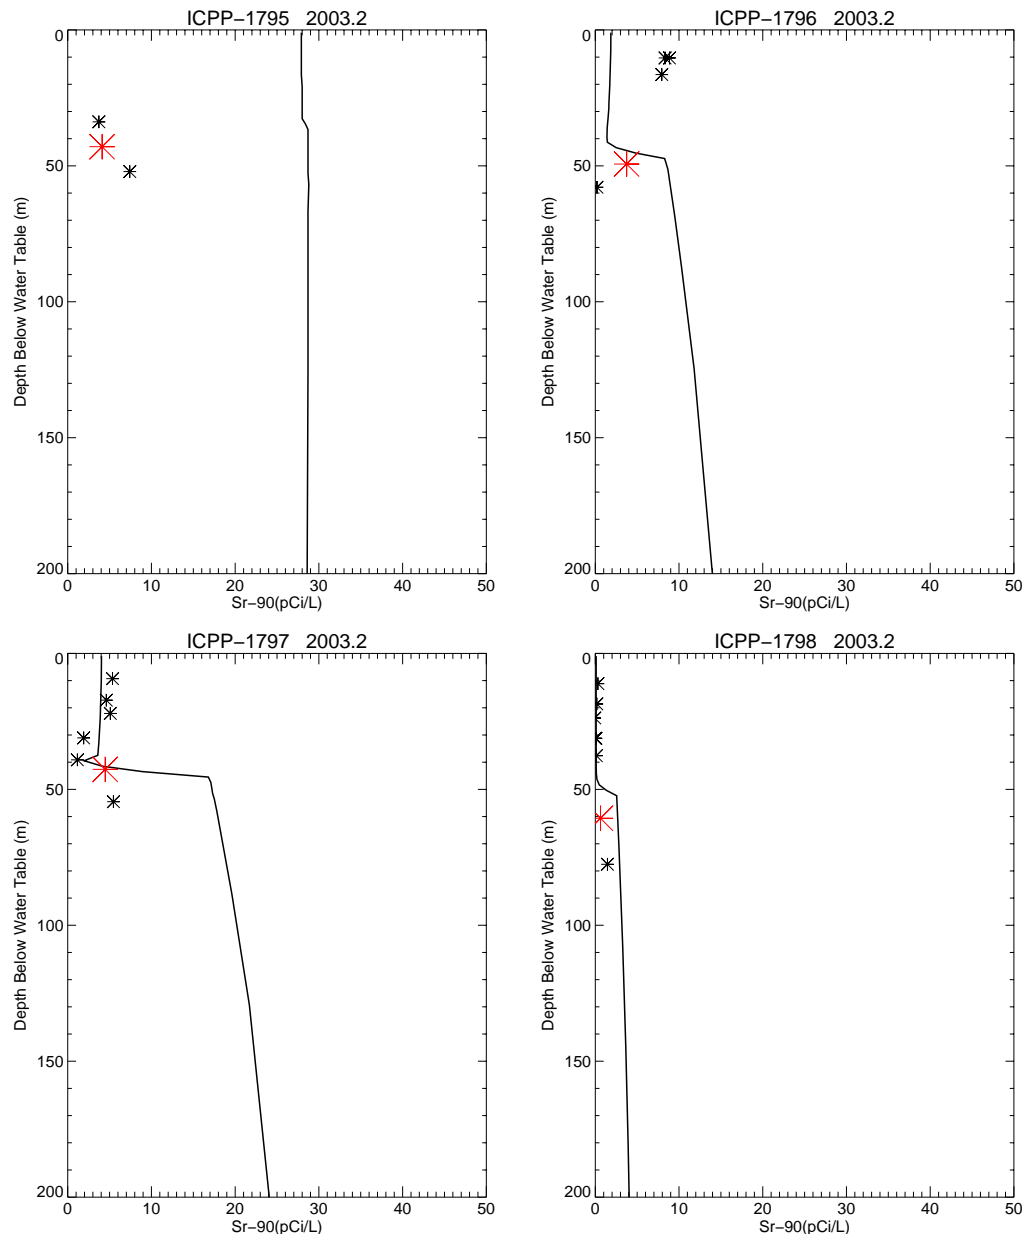 ICPP−1795 2003.2
0
50
100
150
200
Depth Below Water Table (m)
0 10 20 30 40 50
Sr−90(pCi/L)
ICPP−1796 2003.2
0
50
100
150
200
Depth Below Water Table (m)
0 10 20 30 40 50
Sr−90(pCi/L)
ICPP−1797 2003.2
0
50
100
150
200
Depth Below Water Table (m)
0 10 20 30 40 50
Sr−90(pCi/L)
ICPP−1798 2003.2
0
50
100
150
200
Depth Below Water Table (m)
0 10 20 30 40 50
Sr−90(pCi/L)